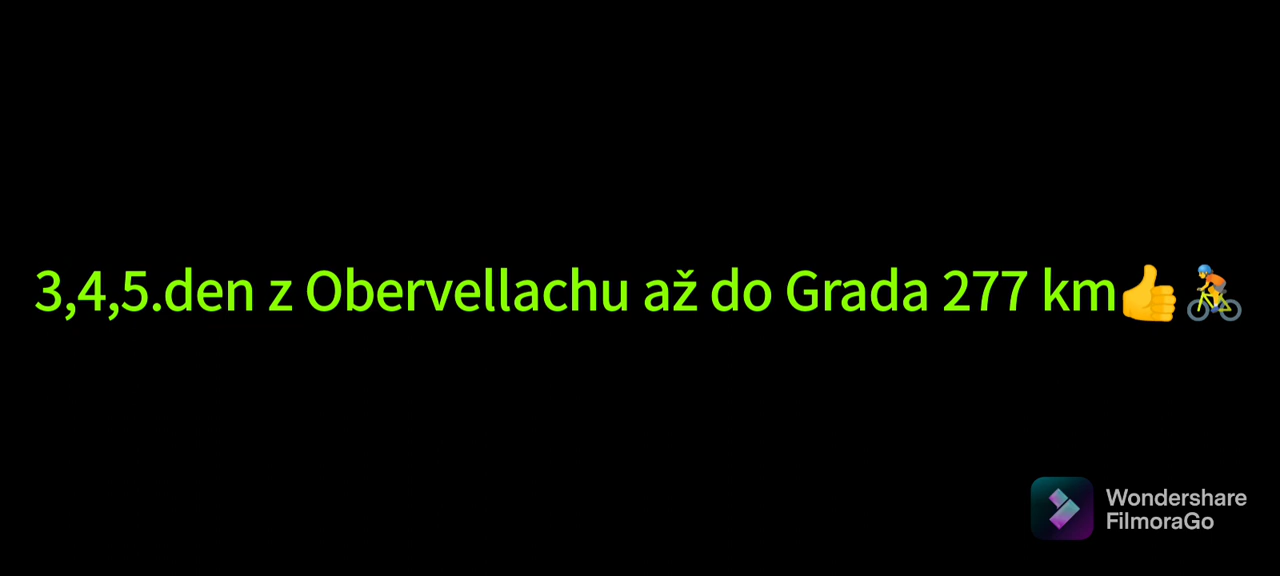 3,4,5.den z Obervellachu až do Grada 277 km👍🚴
Wondershare
FilmoraGo